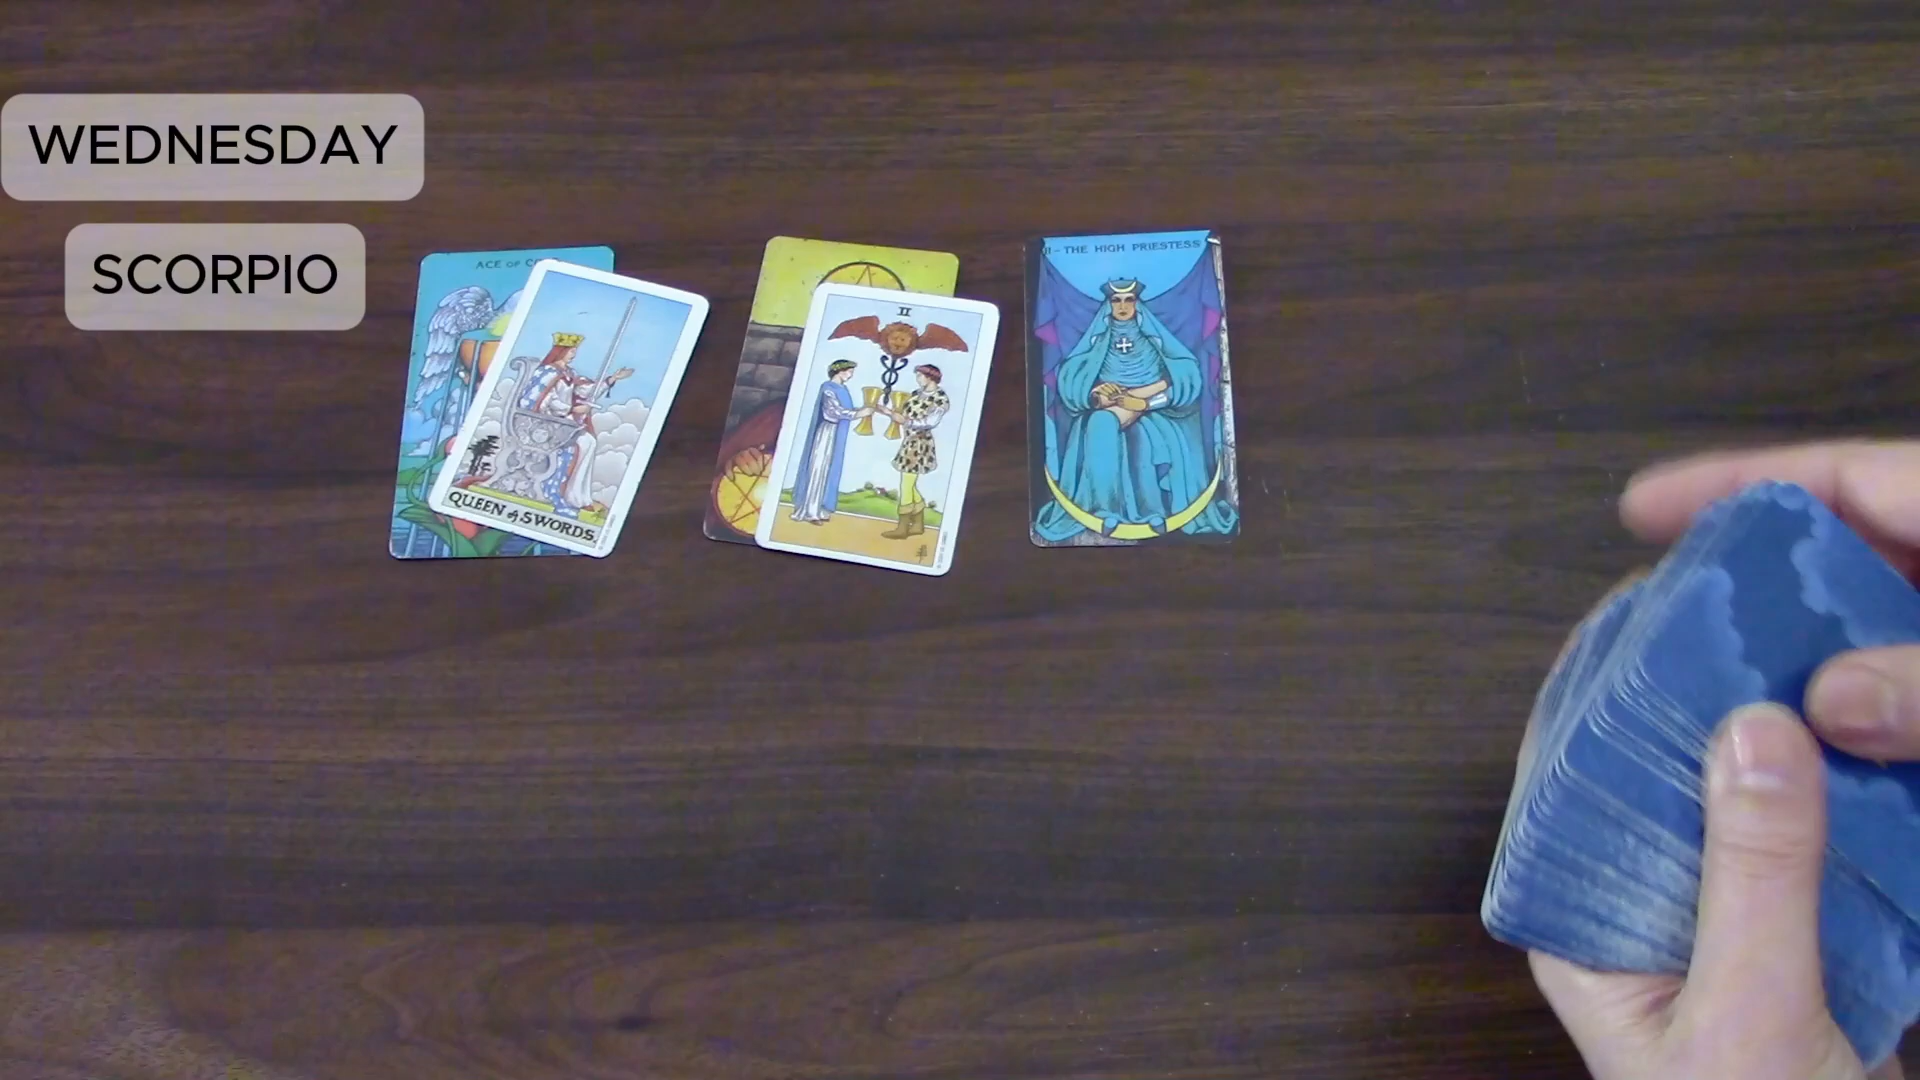 WEDNESDAY
SCORPIO
ACE OF
QUEEN of SWORDS.
II
II - THE HIGH PRIESTESS